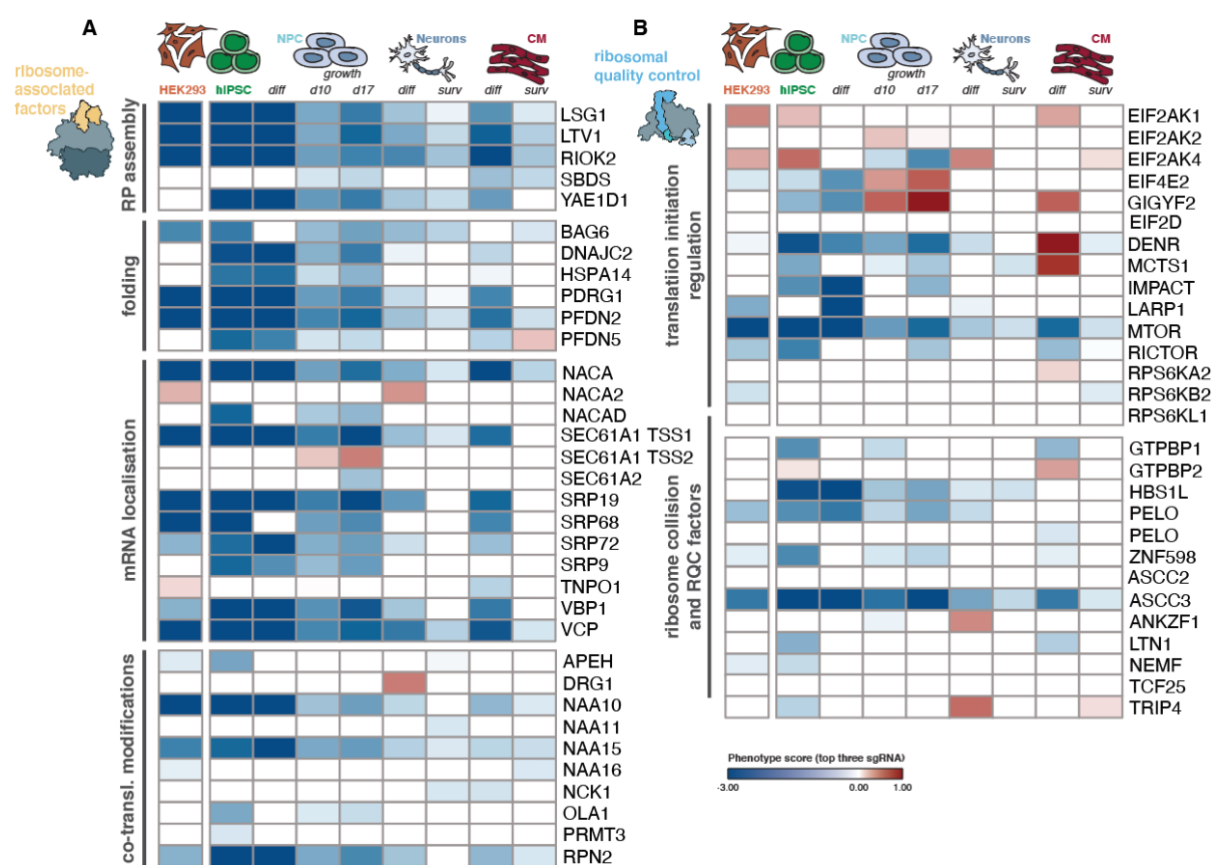 A
NPC
Neurons
CM
growth
ribosome-
associated factors
HEK293 hIPSC diff d10 d17 diff surv diff surv
RP assembly
LSG1
LTV1
RIOK2
SBDS
YAE1D1
folding
BAG6
DNAJC2
HSPA14
PDRG1
PFDN2
PFDN5
mRNA localisation
NACA
NACA2
NACAD
SEC61A1 TSS1
SEC61A1 TSS2
SEC61A2
SRP19
SRP68
SRP72
SRP9
TNPO1
VBP1
VCP
co-transl. modifications
APEH
DRG1
NAA10
NAA11
NAA15
NAA16
NCK1
OLA1
PRMT3
RPN2
B
NPC
Neurons
CM
growth
ribosomal
quality control
HEK293 hIPSC diff d10 d17 diff surv diff surv
translatiion initiation
regulation
EIF2AK1
EIF2AK2
EIF2AK4
EIF4E2
GIGYF2
EIF2D
DENR
MCTS1
IMPACT
LARP1
MTOR
RICTOR
RPS6KA2
RPS6KB2
RPS6KL1
ribosome collision
and RQC factors
GTPBP1
GTPBP2
HBS1L
PELO
PELO
ZNF598
ASCC2
ASCC3
ANKZF1
LTN1
NEMF
TCF25
TRIP4
Phenotype score (top three sgRNA)
-3.00 0.00 1.00